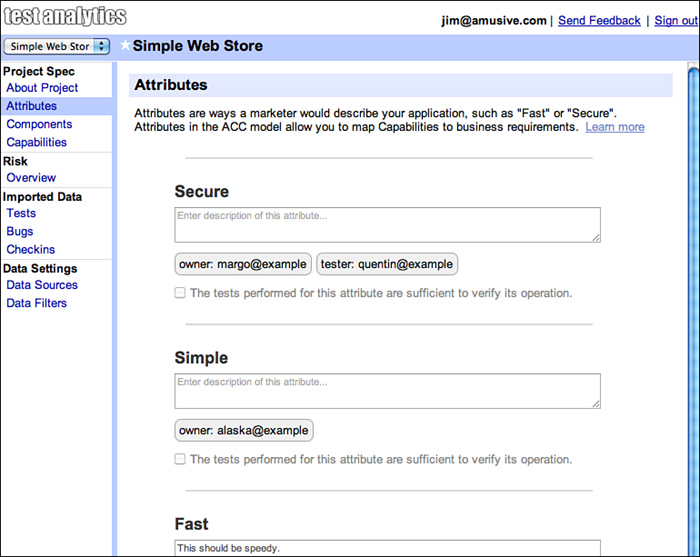 test analytics
jim@amusive.com | Send Feedback | Sign out
Simple Web Stor
Simple Web Store
Project Spec
About Project
Attributes
Components
Capabilities
Risk
Overview
Imported Data
Tests
Bugs
Checkins
Data Settings
Data Sources
Data Filters
Attributes
Attributes are ways a marketer would describe your application, such as "Fast" or "Secure".
Attributes in the ACC model allow you to map Capabilities to business requirements. Learn more
Secure
Enter description of this attribute...
owner: margo@example tester: quentin@example
The tests performed for this attribute are sufficient to verify its operation.
Simple
Enter description of this attribute...
owner: alaska@example
The tests performed for this attribute are sufficient to verify its operation.
Fast
This should be speedy.